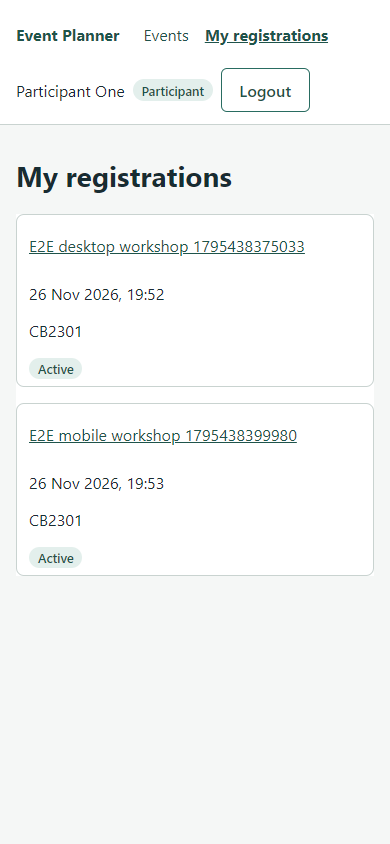 Event Planner Events My registrations
Participant One Participant Logout
My registrations
E2E desktop workshop 1795438375033
26 Nov 2026, 19:52
CB2301
Active
E2E mobile workshop 1795438399980
26 Nov 2026, 19:53
CB2301
Active